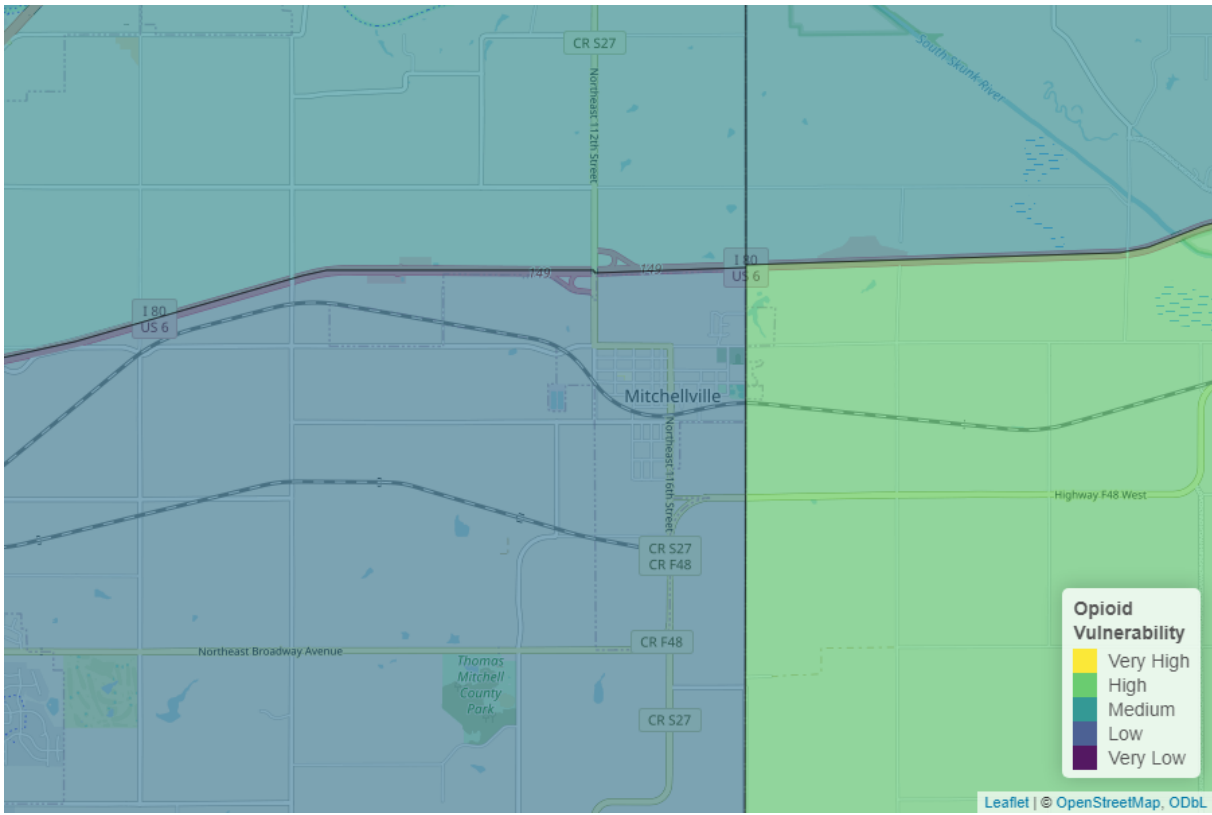 CR S27
South Skunk River
Northeast 112th Street
149
149
I 80
US 6
I 80
US 6
Mitchellville
Northeast 116th Street
Highway F48 West
CR S27
CR F48
CR F48
Northeast Broadway Avenue
Thomas
Mitchell
County
Park
CR S27
Opioid
Vulnerability
Very High
High
Medium
Low
Very Low
Leaflet | © OpenStreetMap, ODbL